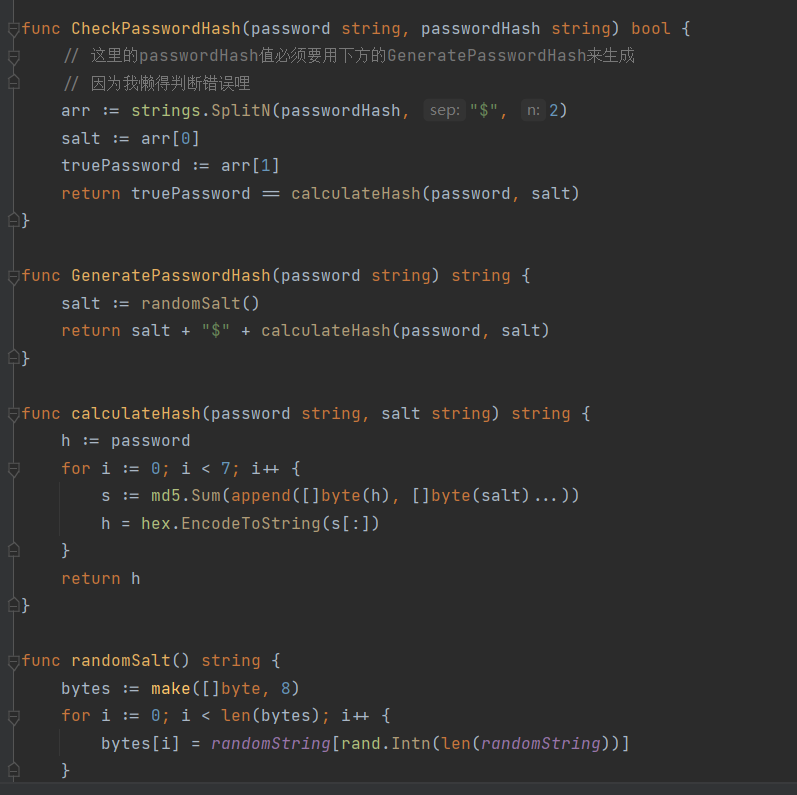 func CheckPasswordHash(password string, passwordHash string) bool {
    // 这里的passwordHash值必须要用下方的GeneratePasswordHash来生成
    // 因为我懒得判断错误哩
    arr := strings.SplitN(passwordHash, sep: "$", n: 2)
    salt := arr[0]
    truePassword := arr[1]
    return truePassword == calculateHash(password, salt)
}
func GeneratePasswordHash(password string) string {
    salt := randomSalt()
    return salt + "$" + calculateHash(password, salt)
}
func calculateHash(password string, salt string) string {
    h := password
    for i := 0; i < 7; i++ {
        s := md5.Sum(append([]byte(h), []byte(salt)...))
        h = hex.EncodeToString(s[:])
    }
    return h
}
func randomSalt() string {
    bytes := make([]byte, 8)
    for i := 0; i < len(bytes); i++ {
        bytes[i] = randomString[rand.Intn(len(randomString))]
    }